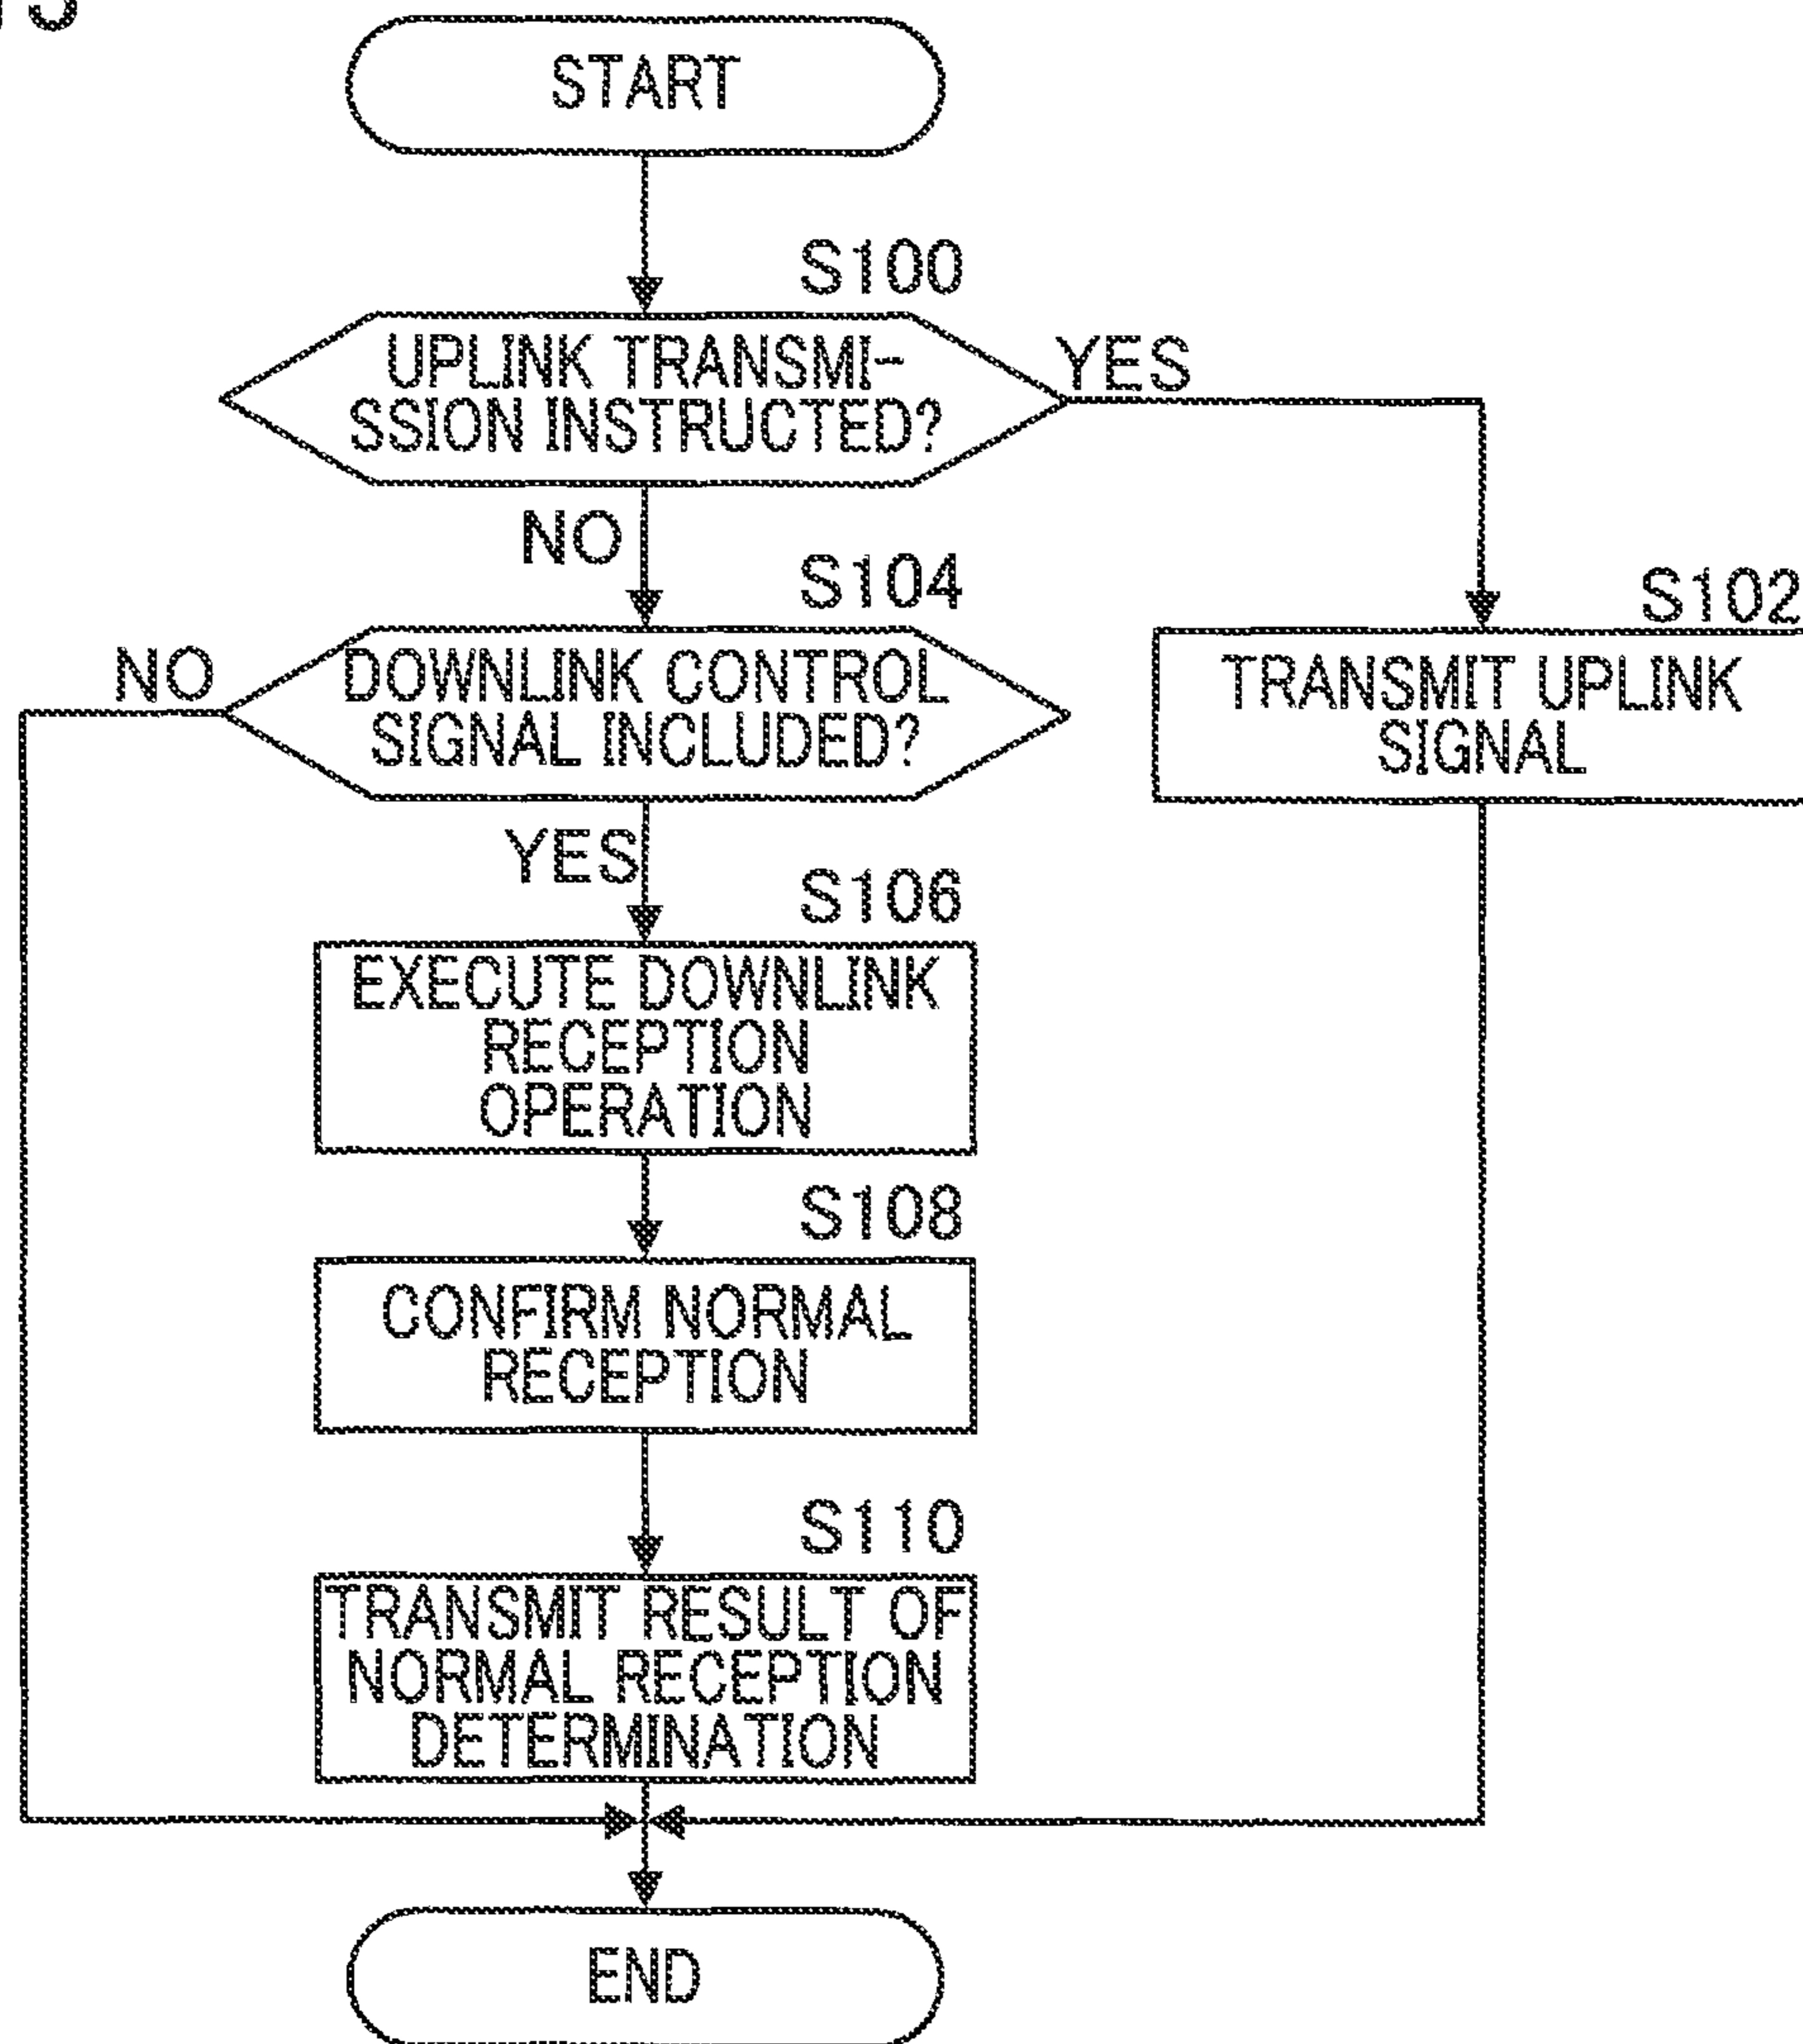 START
S100
UPLINK TRANSMI-
SSION INSTRUCTED?
YES
NO
S104
S102
NO
DOWNLINK CONTROL
SIGNAL INCLUDED?
TRANSMIT UPLINK
SIGNAL
YES
S106
EXECUTE DOWNLINK
RECEPTION
OPERATION
S108
CONFIRM NORMAL
RECEPTION
S110
TRANSMIT RESULT OF
NORMAL RECEPTION
DETERMINATION
END